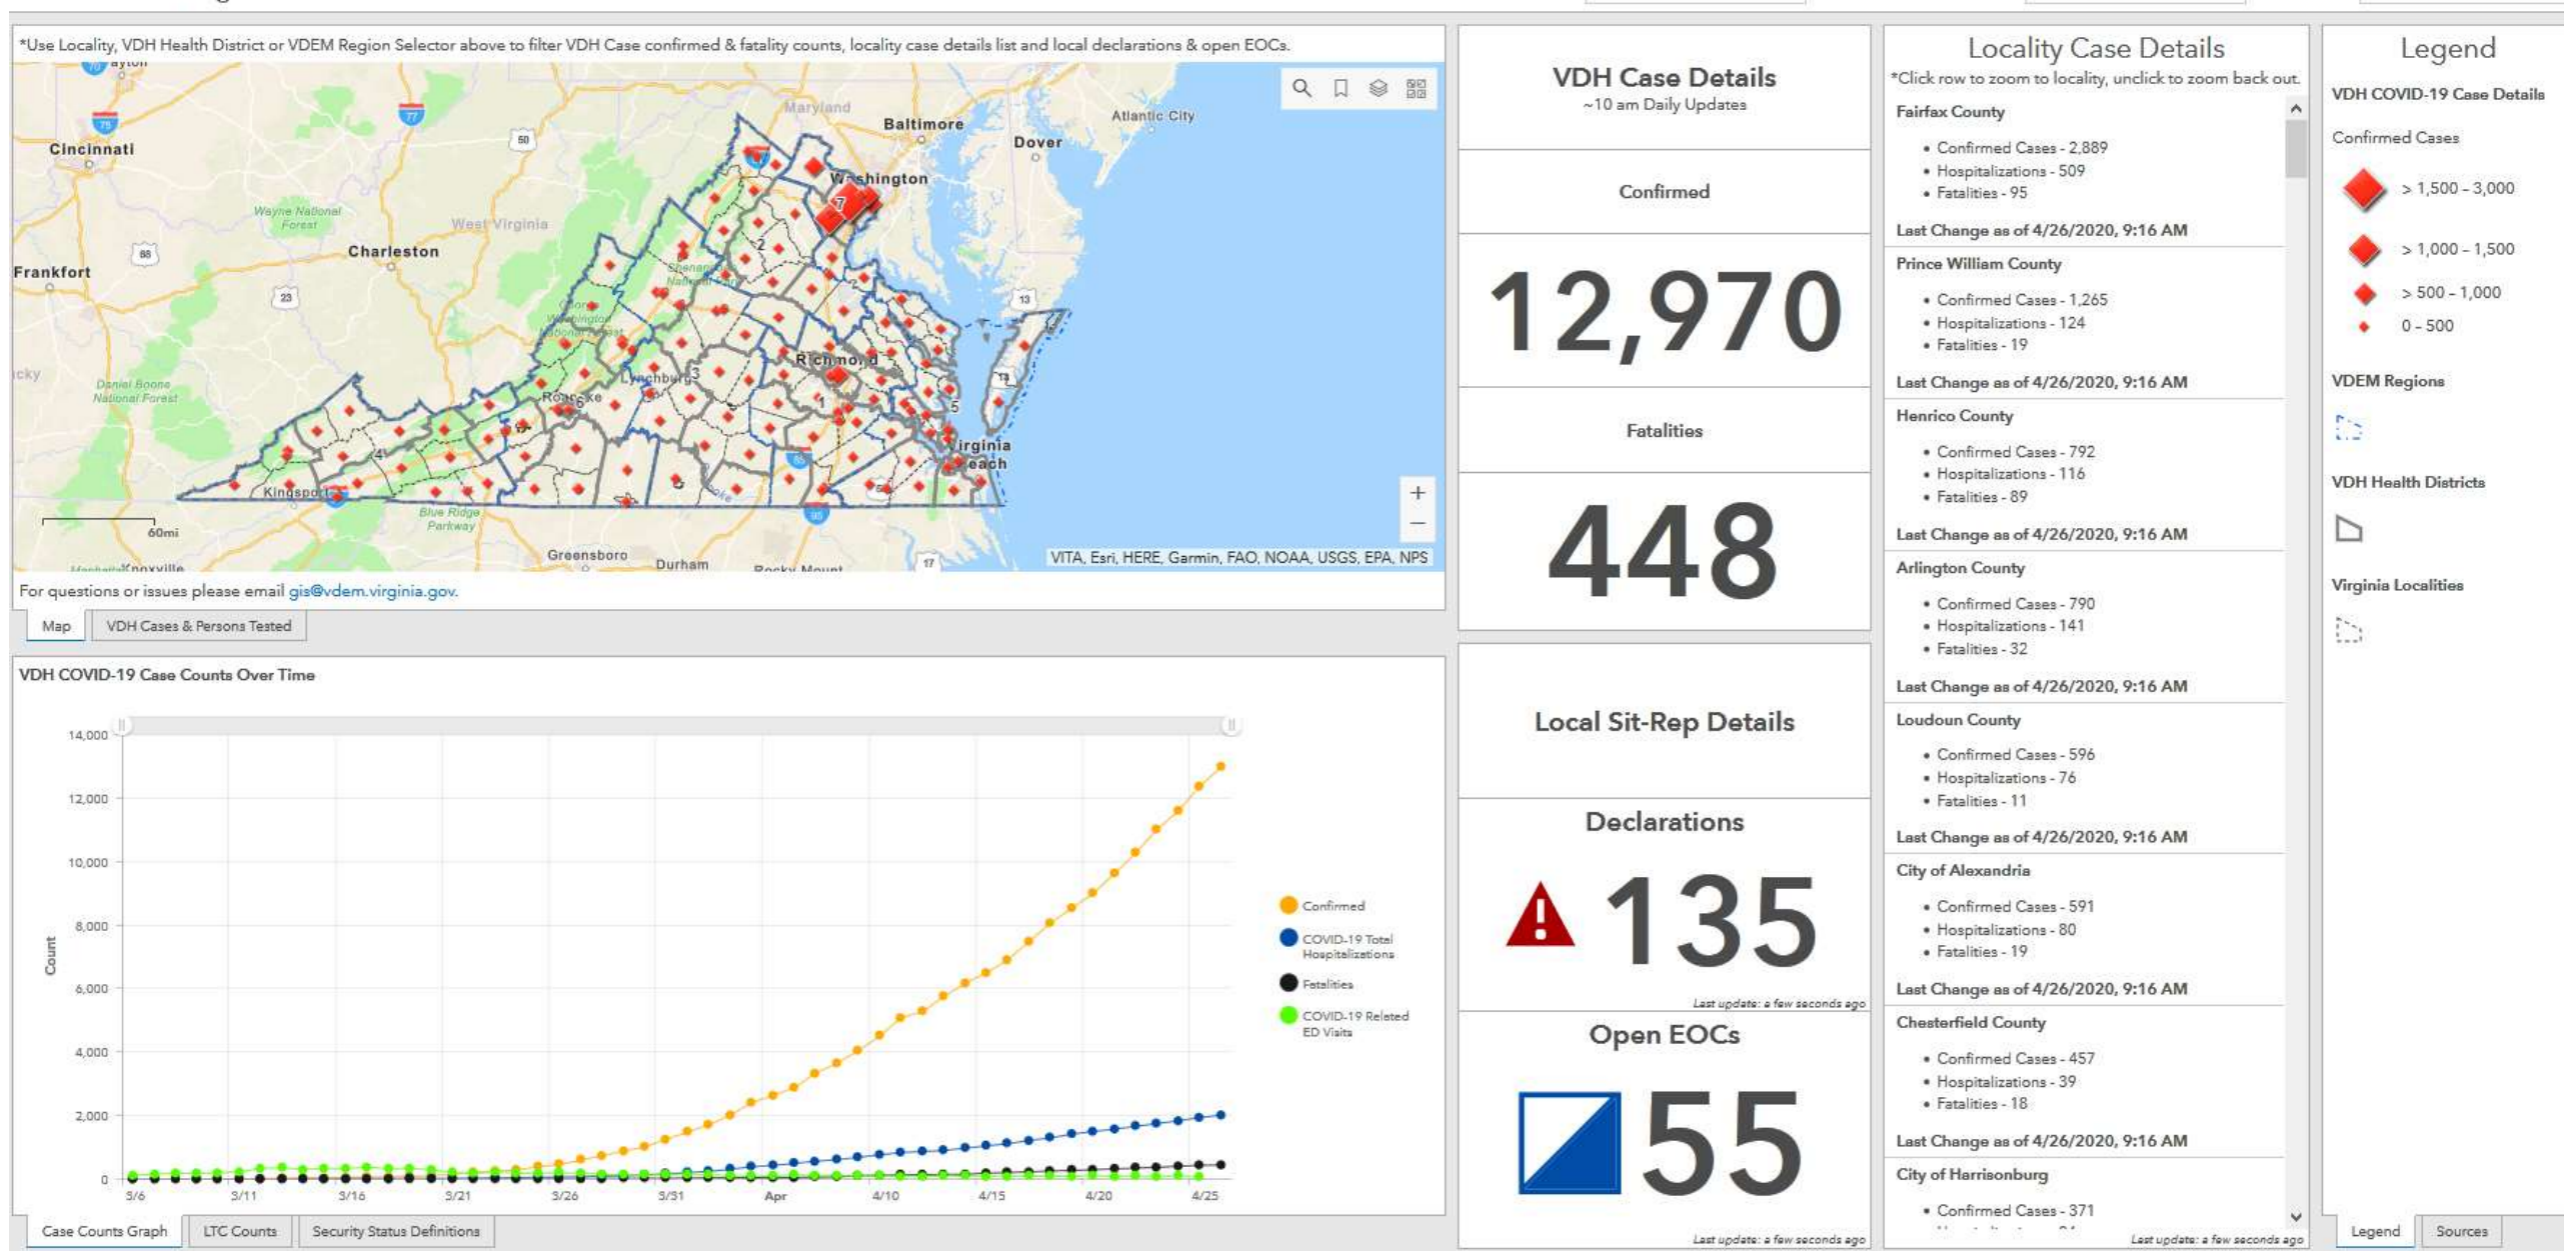 *Use Locality, VDH Health District or VDEM Region Selector above to filter VDH Case confirmed & fatality counts, locality case details list and local declarations & open EOCs.
Maryland
Baltimore
Atlantic City
Dover
Cincinnati
Washington
Wayne National
Forest
West Virginia
Charleston
Frankfort
Daniel Boone
National Forest
Richmond
Lynchburg
Roanoke
Virginia
Beach
Kingsport
Blue Ridge
Parkway
60mi
Greensboro
Durham
Rocky Mount
Knoxville
75
77
50
88
23
13
13
17
95
7
2
3
6
1
5
4
+
−
VITA, Esri, HERE, Garmin, FAO, NOAA, USGS, EPA, NPS
For questions or issues please email gis@vdem.virginia.gov.
Map
VDH Cases & Persons Tested
VDH COVID-19 Case Counts Over Time
14,000
12,000
10,000
8,000
6,000
4,000
2,000
0
Count
3/6 3/11 3/16 3/21 3/26 3/31 Apr 4/10 4/15 4/20 4/25
Confirmed
COVID-19 Total
Hospitalizations
Fatalities
COVID-19 Related
ED Visits
Case Counts Graph
LTC Counts
Security Status Definitions
VDH Case Details
~10 am Daily Updates
Confirmed
12,970
Fatalities
448
Local Sit-Rep Details
Declarations
135
Last update: a few seconds ago
Open EOCs
55
Last update: a few seconds ago
Locality Case Details
*Click row to zoom to locality, unclick to zoom back out.
Fairfax County
• Confirmed Cases - 2,889
• Hospitalizations - 509
• Fatalities - 95
Last Change as of 4/26/2020, 9:16 AM
Prince William County
• Confirmed Cases - 1,265
• Hospitalizations - 124
• Fatalities - 19
Last Change as of 4/26/2020, 9:16 AM
Henrico County
• Confirmed Cases - 792
• Hospitalizations - 116
• Fatalities - 89
Last Change as of 4/26/2020, 9:16 AM
Arlington County
• Confirmed Cases - 790
• Hospitalizations - 141
• Fatalities - 32
Last Change as of 4/26/2020, 9:16 AM
Loudoun County
• Confirmed Cases - 596
• Hospitalizations - 76
• Fatalities - 11
Last Change as of 4/26/2020, 9:16 AM
City of Alexandria
• Confirmed Cases - 591
• Hospitalizations - 80
• Fatalities - 19
Last Change as of 4/26/2020, 9:16 AM
Chesterfield County
• Confirmed Cases - 457
• Hospitalizations - 39
• Fatalities - 18
Last Change as of 4/26/2020, 9:16 AM
City of Harrisonburg
• Confirmed Cases - 371
Last update: a few seconds ago
Legend
VDH COVID-19 Case Details
Confirmed Cases
> 1,500 - 3,000
> 1,000 - 1,500
> 500 - 1,000
0 - 500
VDEM Regions
VDH Health Districts
Virginia Localities
Legend
Sources